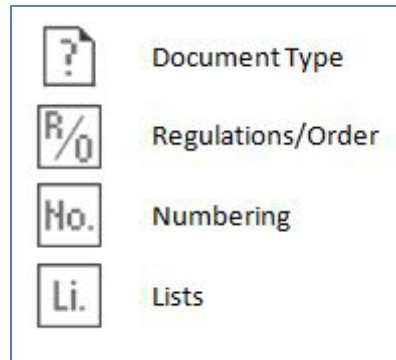 ? Document Type
R/O Regulations/Order
No. Numbering
Li. Lists